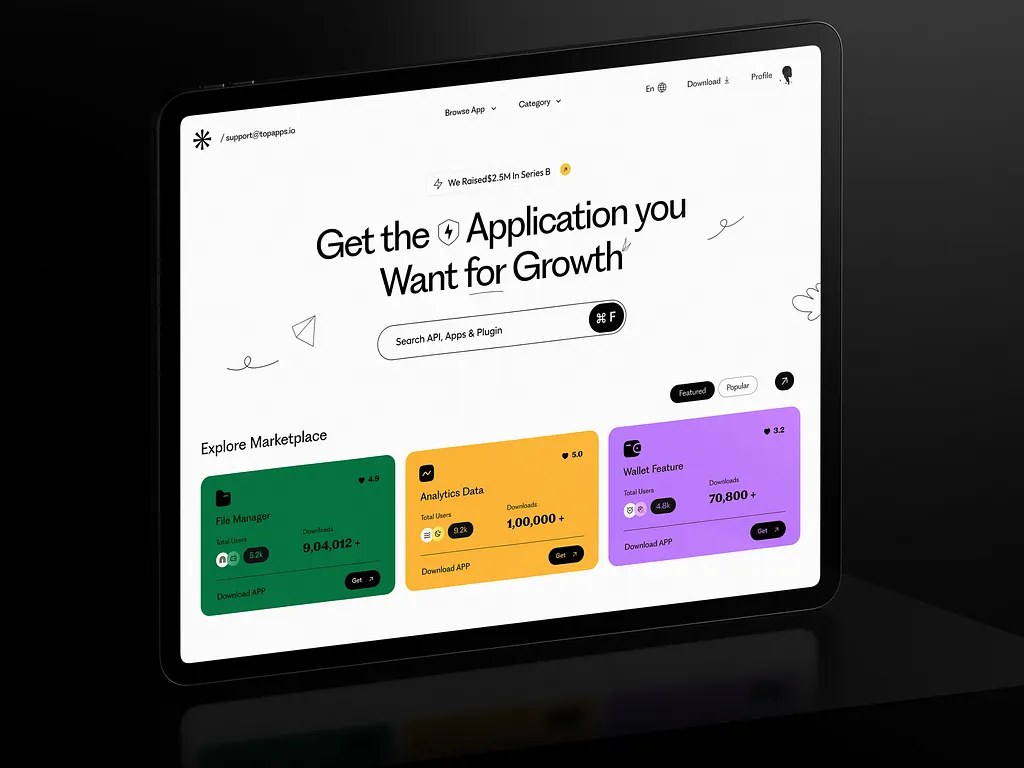 / support@topapps.io
Browse App
Category
En
Download
Profile
We Raised$2.5M In Series B
Get the Application you
Want for Growth
Search API, Apps & Plugin
⌘ F
Featured
Popular
Explore Marketplace
4.9
File Manager
Total Users
5.2k
Downloads
9,04,012 +
Download APP
Get
5.0
Analytics Data
Total Users
9.2k
Downloads
1,00,000 +
Download APP
Get
3.2
Wallet Feature
Total Users
4.8k
Downloads
70,800 +
Download APP
Get